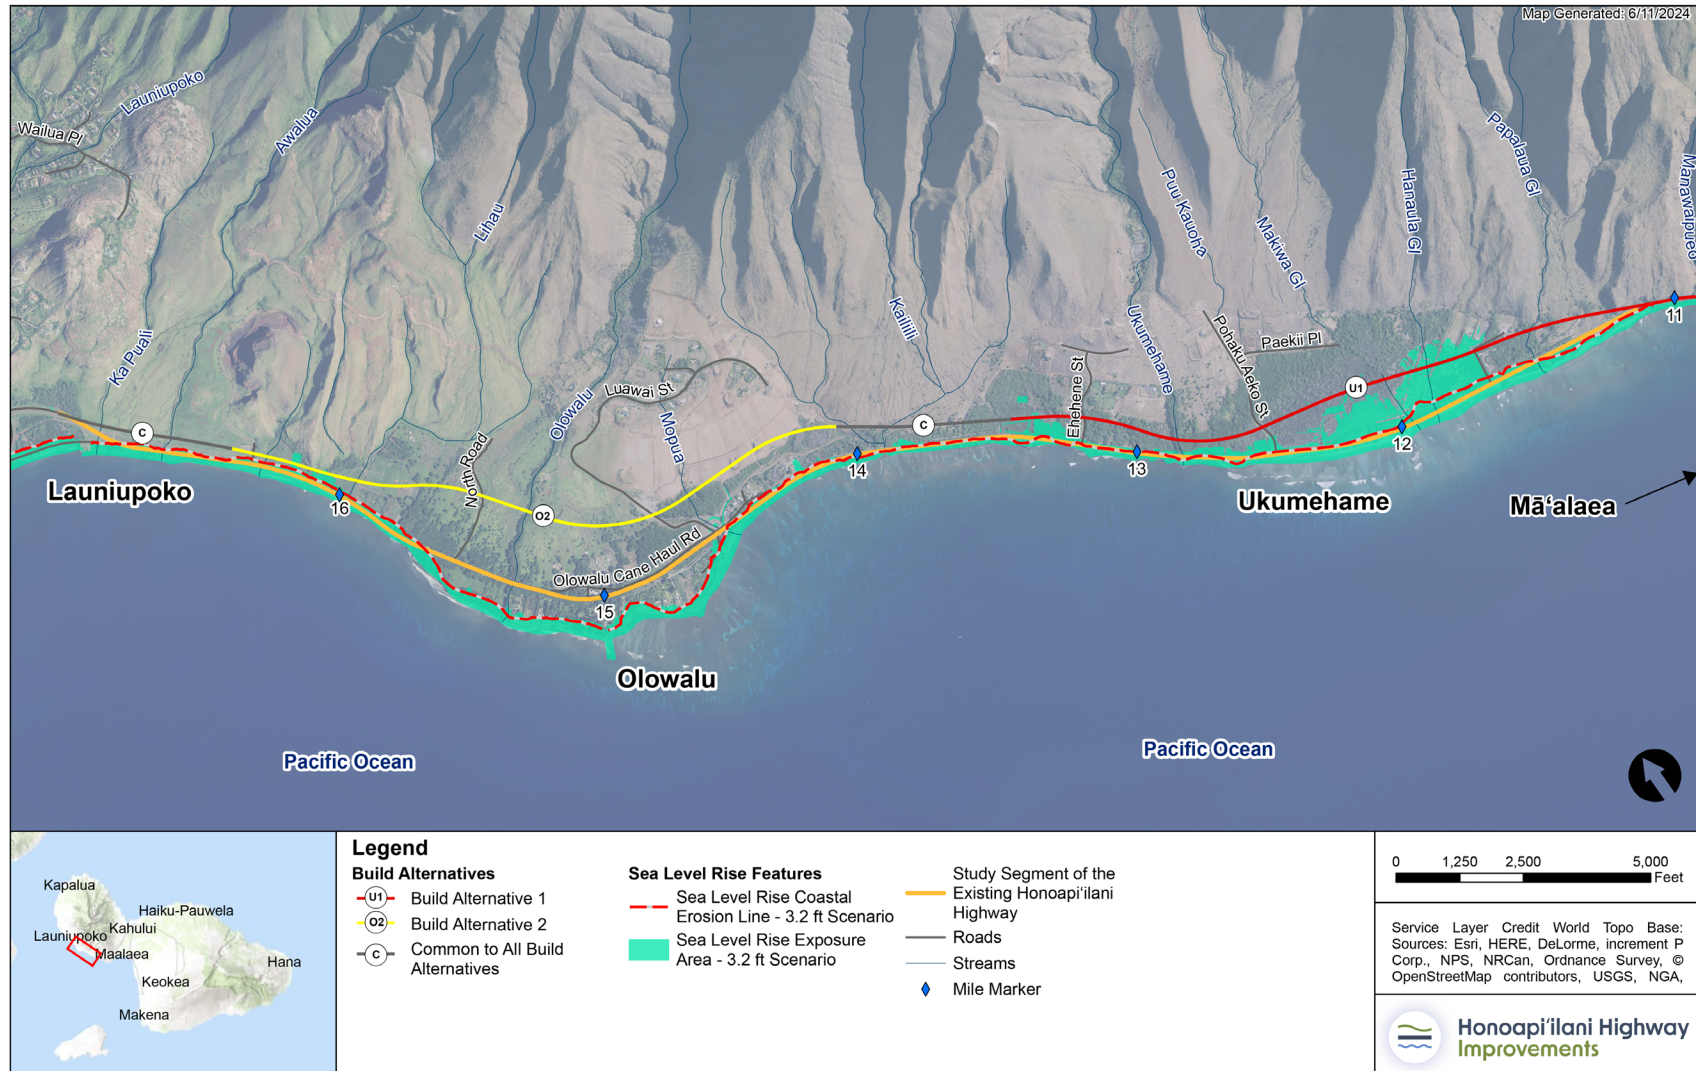 Map Generated: 6/11/2024
Launiupoko
Wailua Pl
Awalua
Lihau
Ka Puali
Olowalu
Luawai St
Mopua
North Road
Kailiili
Puu Kauoha
Makiwa Gl
Hanaula Gl
Papalaua Gl
Manawaipueo
Ukumehame
Ehehene St
Pohaku Aeko St
Paekii Pl
Olowalu Cane Haul Rd
C
O2
C
U1
16
15
14
13
12
11
Launiupoko
Olowalu
Ukumehame
Māʻalaea
Pacific Ocean
Pacific Ocean
Kapalua
Haiku-Pauwela
Kahului
Launiupoko
Maalaea
Hana
Keokea
Makena
Legend
Build Alternatives
U1 Build Alternative 1
O2 Build Alternative 2
C Common to All Build
Alternatives
Sea Level Rise Features
Sea Level Rise Coastal
Erosion Line - 3.2 ft Scenario
Sea Level Rise Exposure
Area - 3.2 ft Scenario
Study Segment of the
Existing Honoapiʻilani
Highway
Roads
Streams
Mile Marker
0 1,250 2,500 5,000
Feet
Service Layer Credit World Topo Base:
Sources: Esri, HERE, DeLorme, increment P
Corp., NPS, NRCan, Ordnance Survey, ©
OpenStreetMap contributors, USGS, NGA,
Honoapiʻilani Highway
Improvements